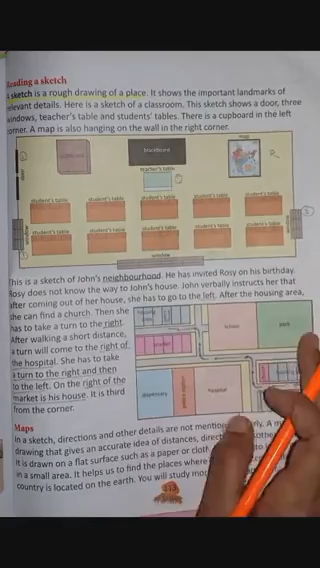 Reading a sketch
A sketch is a rough drawing of a place. It shows the important landmarks of
relevant details. Here is a sketch of a classroom. This sketch shows a door, three
windows, teacher's table and students' tables. There is a cupboard in the left
corner. A map is also hanging on the wall in the right corner.
map
cupboard
blackboard
door
teacher's table
student's table student's table student's table student's table student's table
student's table student's table student's table student's table student's table
window
window
window
This is a sketch of John's neighbourhood. He has invited Rosy on his birthday.
Rosy does not know the way to John's house. John verbally instructs her that
after coming out of her house, she has to go to the left. After the housing area,
she can find a church. Then she
has to take a turn to the right.
After walking a short distance,
a turn will come to the right of
the hospital. She has to take
a turn to the right and then
to the left. On the right of the
market is his house. It is third
from the corner.
school
park
market
dispensary
hospital
Maps
In a sketch, directions and other details are not
drawing that gives an accurate idea of distances,
It is drawn on a flat surface such as a paper or
in a small area. It helps us to find the places where
country is located on the earth. You will study
113